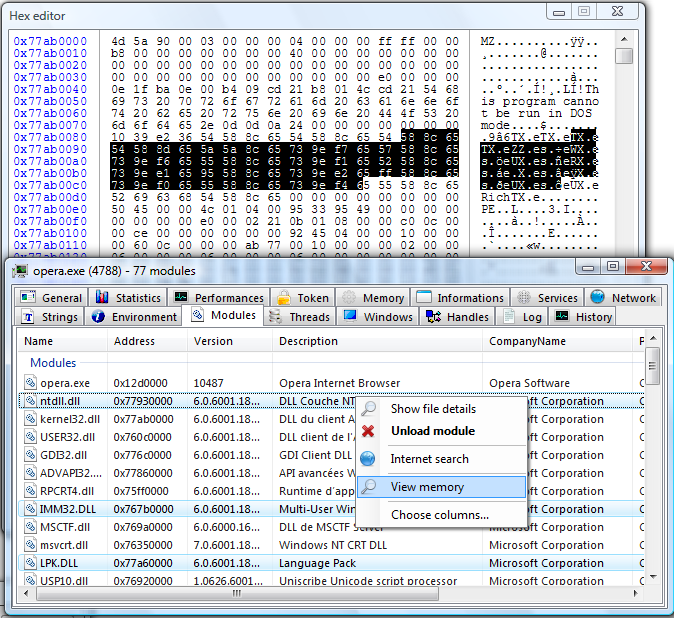 Hex editor
0x77ab0000 4d 5a 90 00 03 00 00 00 04 00 00 00 ff ff 00 00 MZ..........ÿÿ..
0x77ab0010 b8 00 00 00 00 00 00 00 40 00 00 00 00 00 00 00 ¸.......@.......
0x77ab0020 00 00 00 00 00 00 00 00 00 00 00 00 00 00 00 00 ................
0x77ab0030 00 00 00 00 00 00 00 00 00 00 00 00 e0 00 00 00 ............à...
0x77ab0040 0e 1f ba 0e 00 b4 09 cd 21 b8 01 4c cd 21 54 68 ..º..´.Í!¸.LÍ!Th
0x77ab0050 69 73 20 70 72 6f 67 72 61 6d 20 63 61 6e 6e 6f is program canno
0x77ab0060 74 20 62 65 20 72 75 6e 20 69 6e 20 44 4f 53 20 t be run in DOS
0x77ab0070 6d 6f 64 65 2e 0d 0d 0a 24 00 00 00 00 00 00 00 mode....$.......
0x77ab0080 10 39 e2 36 54 58 8c 65 54 58 8c 65 54 58 8c 65 .9â6TX.eTX.eTX.e
0x77ab0090 54 58 8d 65 5a 5a 8c 65 73 9e f7 65 57 58 8c 65 TX.eZZ.es.÷eWX.e
0x77ab00a0 73 9e f6 65 55 58 8c 65 73 9e f1 65 52 58 8c 65 s.öeUX.es.ñeRX.e
0x77ab00b0 73 9e e1 65 95 58 8c 65 73 9e e2 65 ff 58 8c 65 s.áe.X.es.âeÿX.e
0x77ab00c0 73 9e f0 65 55 58 8c 65 73 9e f4 65 55 58 8c 65 s.ðeUX.es.ôeUX.e
0x77ab00d0 52 69 63 68 54 58 8c 65 00 00 00 00 00 00 00 00 RichTX.e........
0x77ab00e0 50 45 00 00 4c 01 04 00 95 33 95 49 00 00 00 00 PE..L....3.I....
0x77ab00f0 00 00 00 00 e0 00 02 21 0b 01 08 00 00 c0 0c 00 ....à..!.....À..
0x77ab0100 00 ce 00 00 00 00 00 00 92 45 04 00 00 10 00 00 .Î.......E......
0x77ab0110 00 60 0c 00 00 00 ab 77 00 10 00 00 00 02 00 00 .`....«w........
opera.exe (4788) - 77 modules
General Statistics Performances Token Memory Informations Services Network
Strings Environment Modules Threads Windows Handles Log History
Name Address Version Description CompanyName
Modules
opera.exe 0x12d0000 10487 Opera Internet Browser Opera Software
ntdll.dll 0x77930000 6.0.6001.18... DLL Couche NT Microsoft Corporation
kernel32.dll 0x77ab0000 6.0.6001.18... DLL du client A Microsoft Corporation
USER32.dll 0x760c0000 6.0.6001.18... DLL client de l'A Microsoft Corporation
GDI32.dll 0x776c0000 6.0.6001.18... GDI Client DLL Microsoft Corporation
ADVAPI32.... 0x77860000 6.0.6001.18... API avancées W Microsoft Corporation
RPCRT4.dll 0x75ff0000 6.0.6001.18... Runtime d'app Microsoft Corporation
IMM32.DLL 0x767b0000 6.0.6001.18... Multi-User Win Microsoft Corporation
MSCTF.dll 0x769a0000 6.0.6000.16... DLL de MSCTF Server Microsoft Corporation
msvcrt.dll 0x76350000 7.0.6001.18... Windows NT CRT DLL Microsoft Corporation
LPK.DLL 0x77a60000 6.0.6001.18... Language Pack Microsoft Corporation
USP10.dll 0x76920000 1.0626.6001... Uniscribe Unicode script processor Microsoft Corporation
Show file details
Unload module
Internet search
View memory
Choose columns...